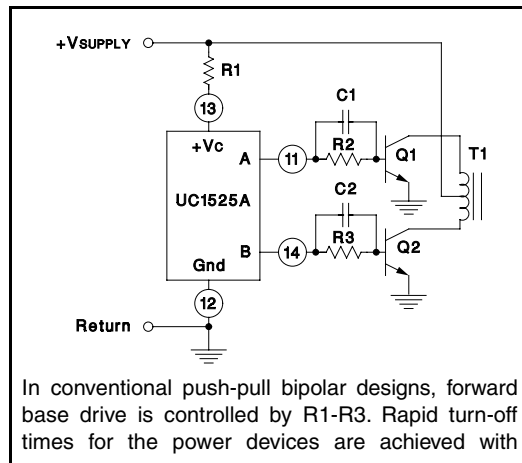 +VSUPPLY
R1
13
+Vc
C1
A
11
R2
Q1
T1
UC1525A
C2
B
14
R3
Q2
Gnd
12
Return
In conventional push-pull bipolar designs, forward
base drive is controlled by R1-R3. Rapid turn-off
times for the power devices are achieved with